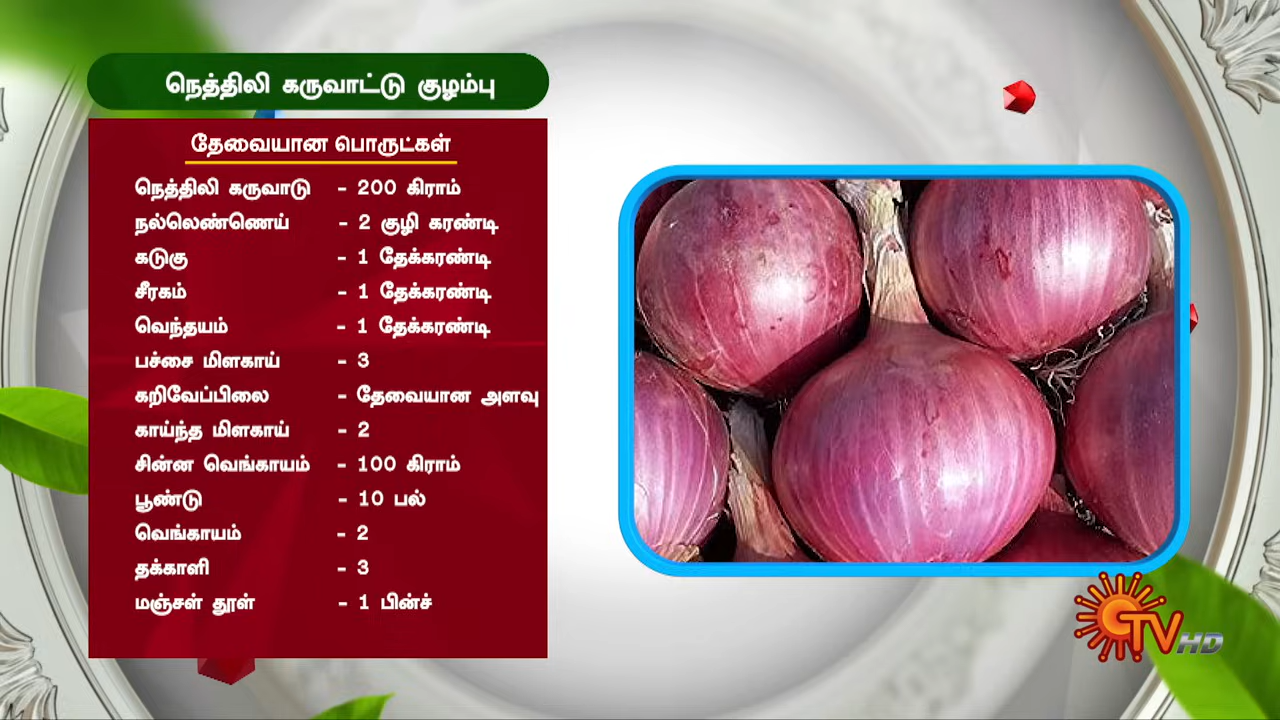 நெத்திலி கருவாட்டு குழம்பு
தேவையான பொருட்கள்
நெத்திலி கருவாடு - 200 கிராம்
நல்லெண்ணெய் - 2 குழி கரண்டி
கடுகு - 1 தேக்கரண்டி
சீரகம் - 1 தேக்கரண்டி
வெந்தயம் - 1 தேக்கரண்டி
பச்சை மிளகாய் - 3
கறிவேப்பிலை - தேவையான அளவு
காய்ந்த மிளகாய் - 2
சின்ன வெங்காயம் - 100 கிராம்
பூண்டு - 10 பல்
வெங்காயம் - 2
தக்காளி - 3
மஞ்சள் தூள் - 1 பின்ச்
TV HD